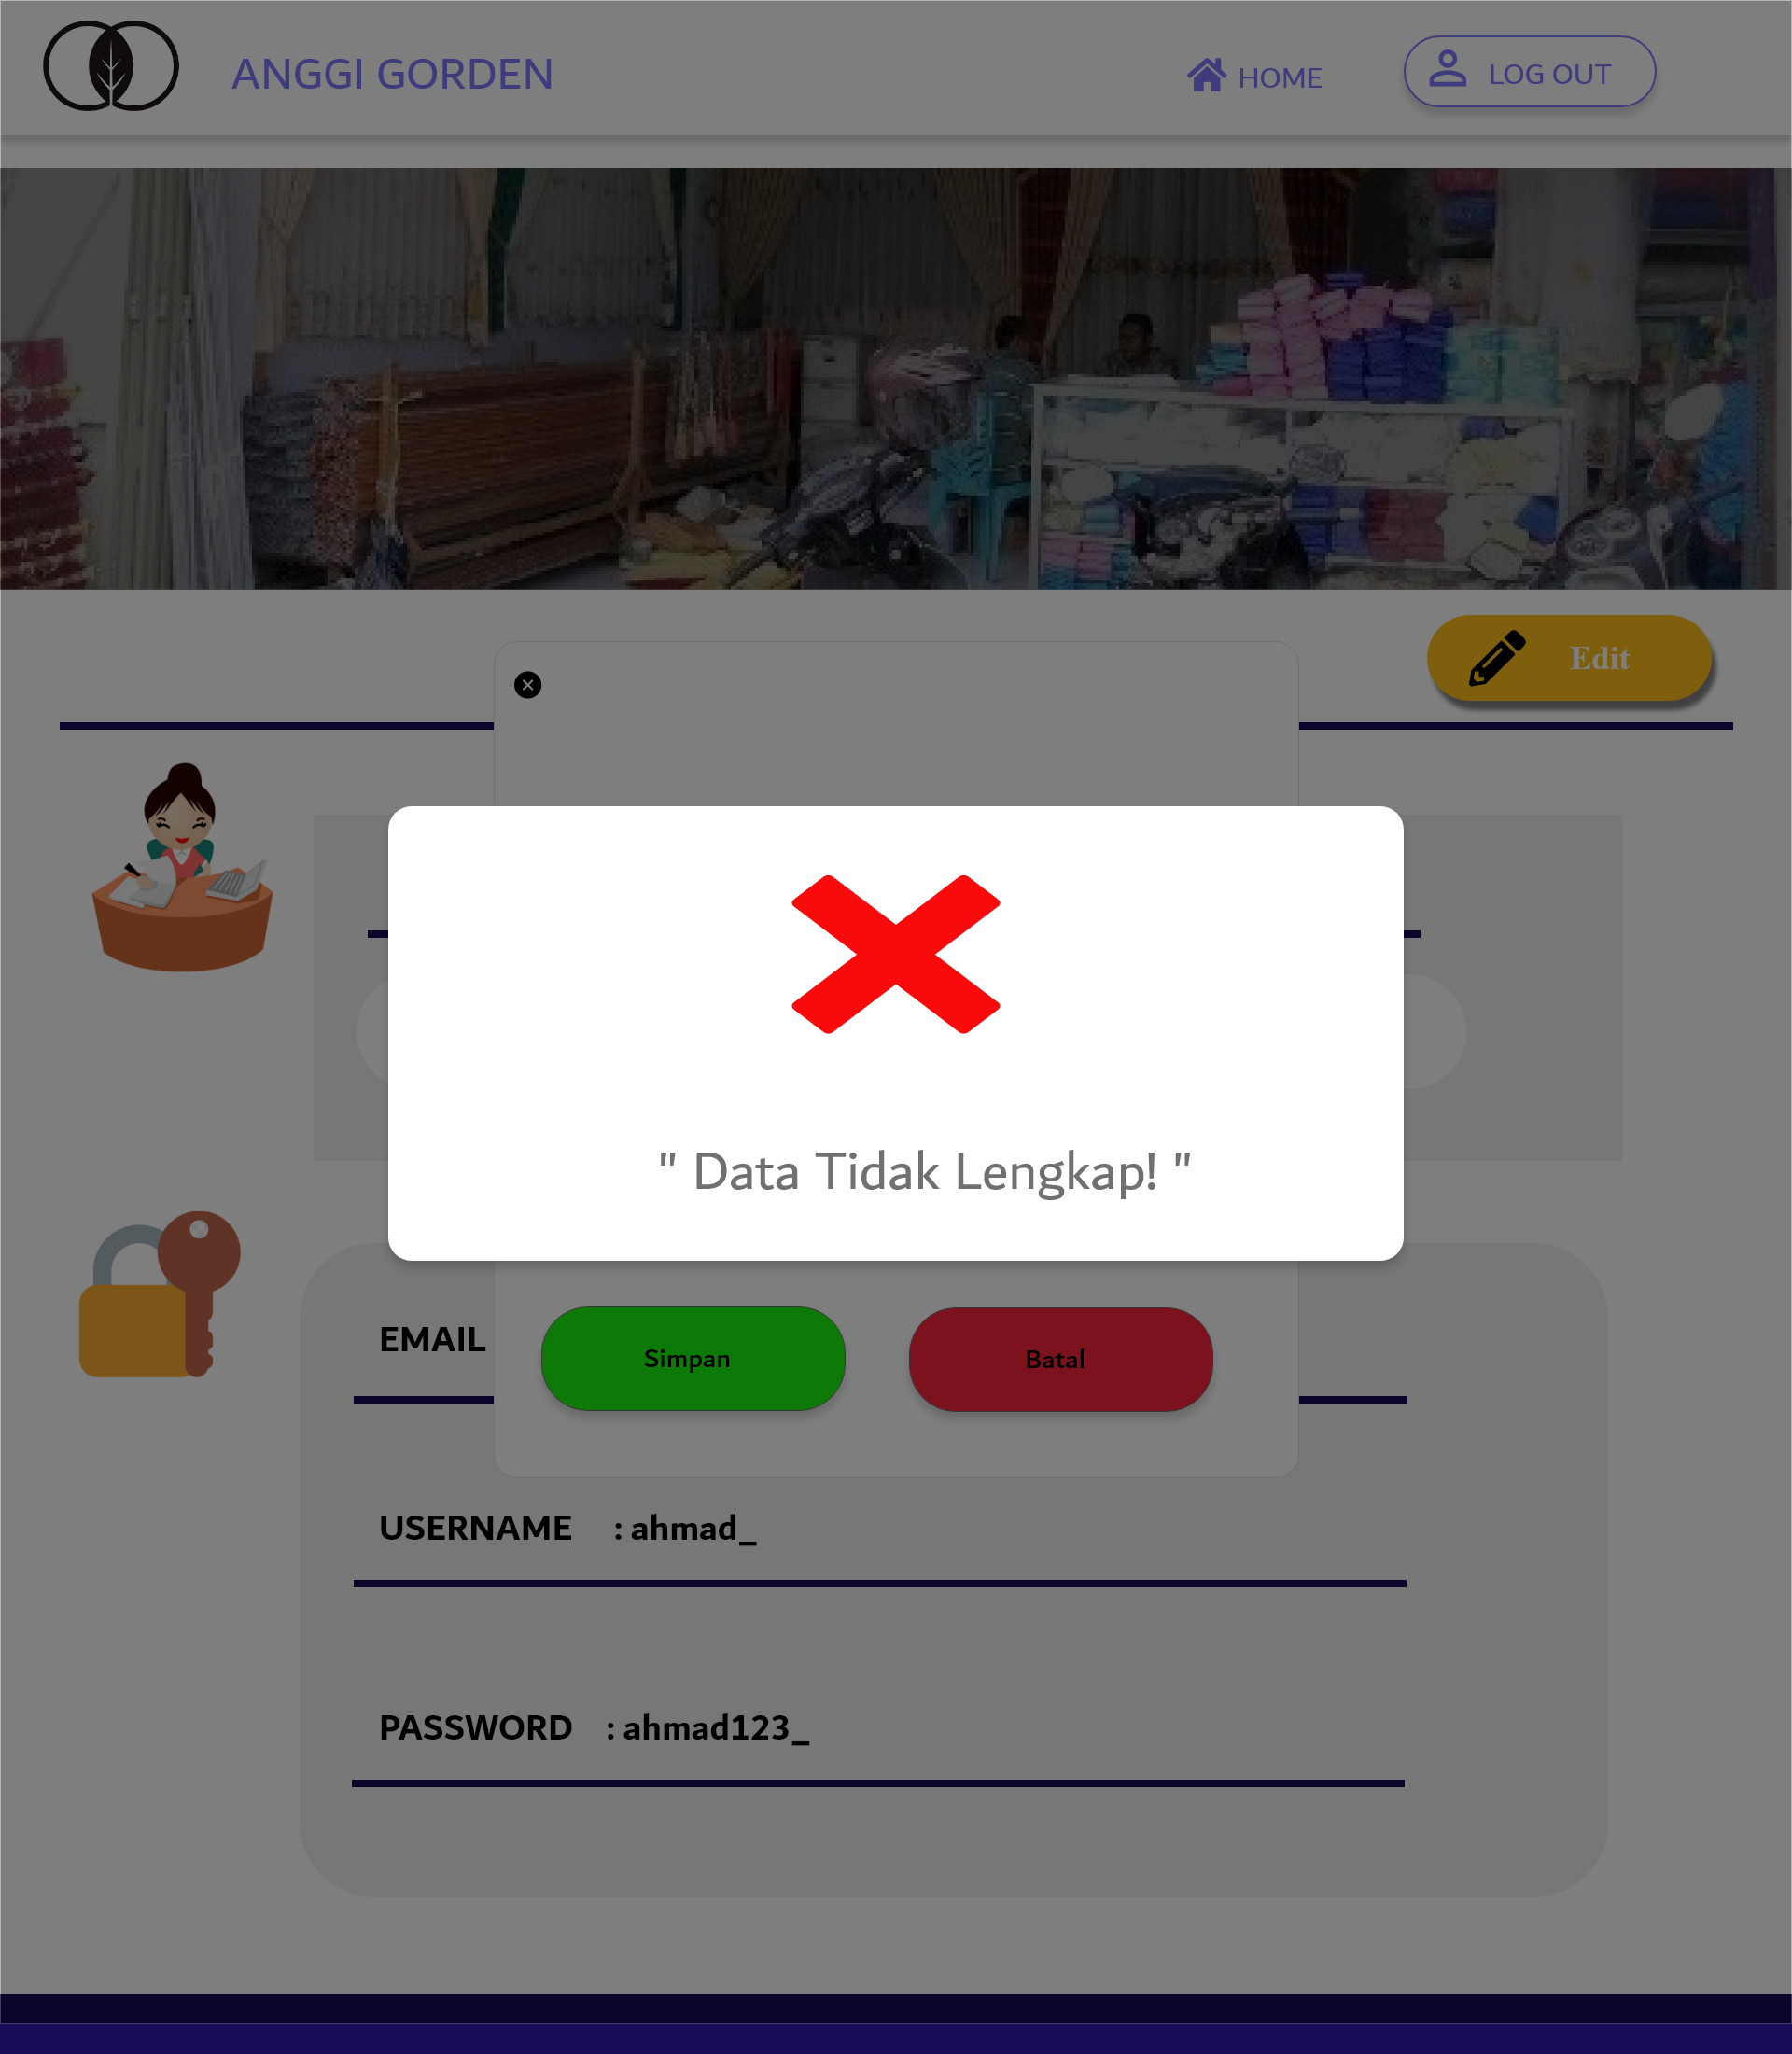 ANGGI GORDEN
HOME
LOG OUT
Edit
" Data Tidak Lengkap! "
EMAIL
Simpan
Batal
USERNAME : ahmad_
PASSWORD : ahmad123_